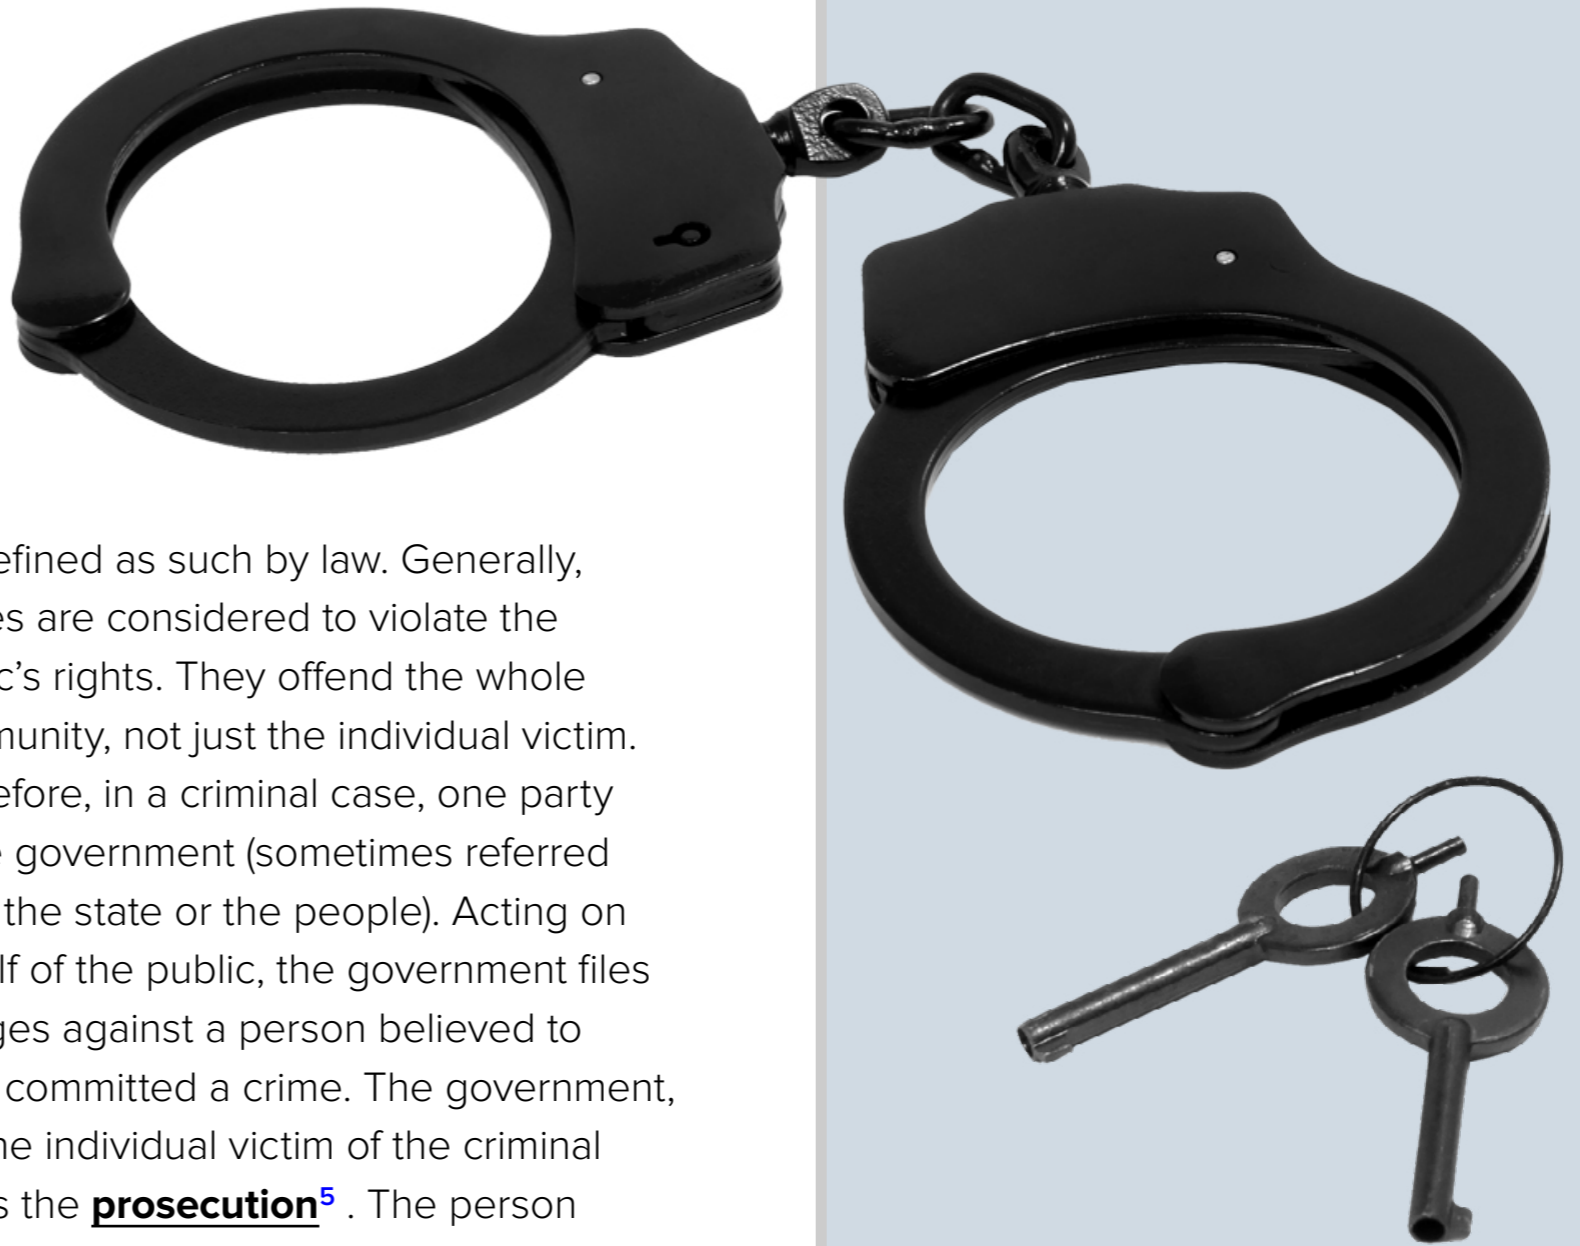 efined as such by law. Generally,
es are considered to violate the
c’s rights. They offend the whole
munity, not just the individual victim.
efore, in a criminal case, one party
e government (sometimes referred
the state or the people). Acting on
lf of the public, the government files
ges against a person believed to
committed a crime. The government,
he individual victim of the criminal
s the prosecution5 . The person